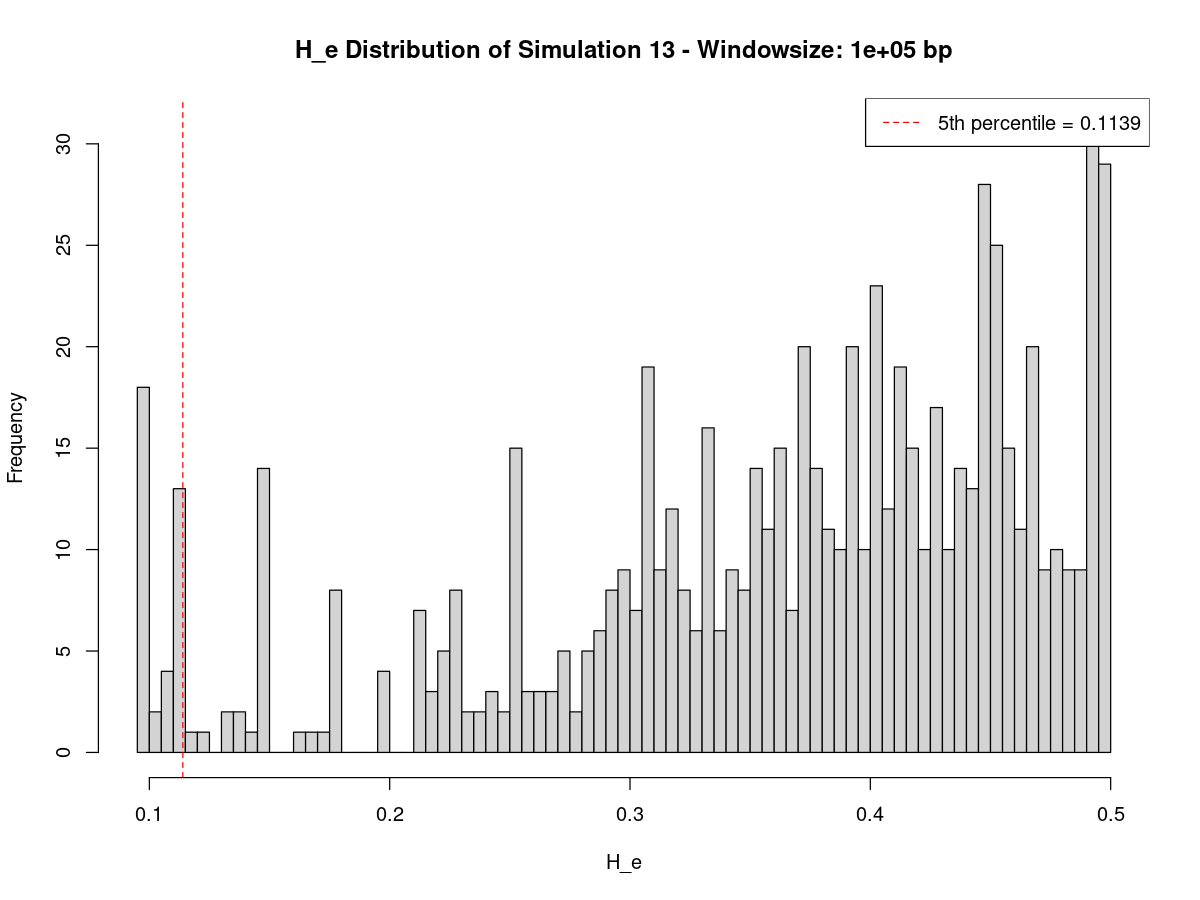 H_e Distribution of Simulation 13 - Windowsize: 1e+05 bp
5th percentile = 0.1139
Frequency
30
25
20
15
10
5
0
0.1 0.2 0.3 0.4 0.5
H_e